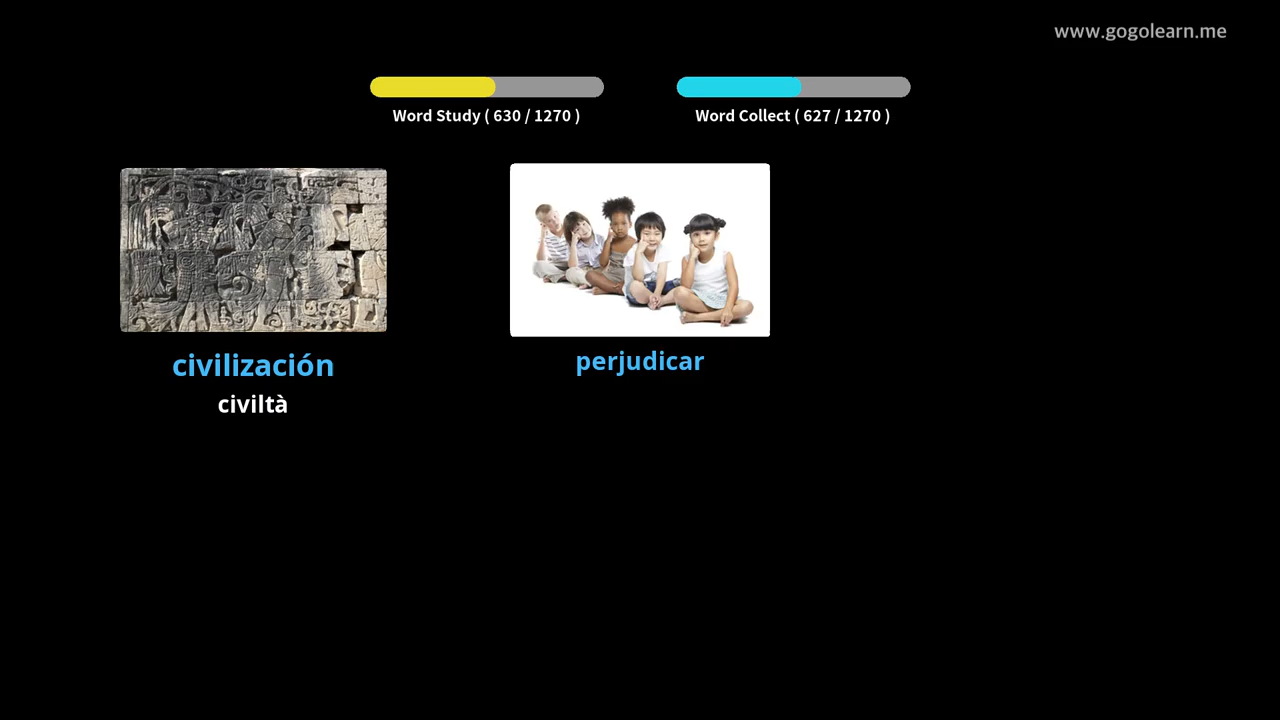 www.gogolearn.me
Word Study ( 630 / 1270 )
Word Collect ( 627 / 1270 )
civilización
civiltà
perjudicar